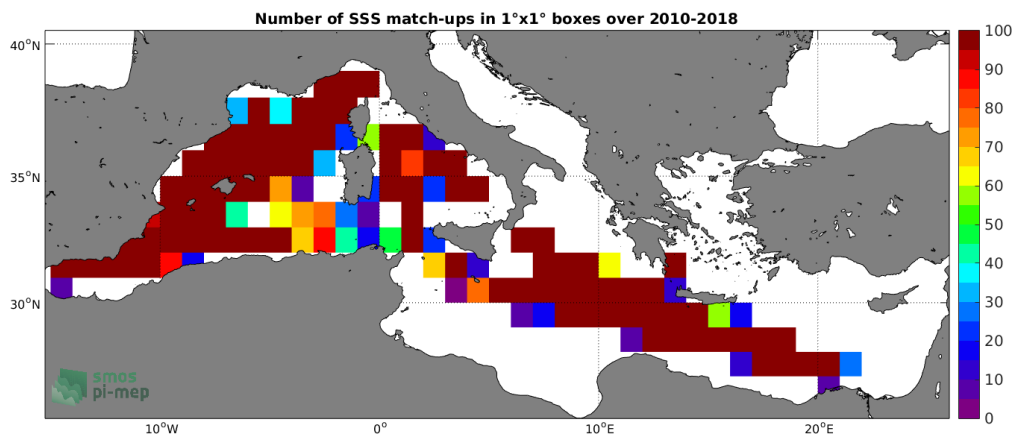 Number of SSS match-ups in 1°x1° boxes over 2010-2018
40°N
35°N
30°N
10°W
0°
10°E
20°E
100
90
80
70
60
50
40
30
20
10
0
smos
pi-mep